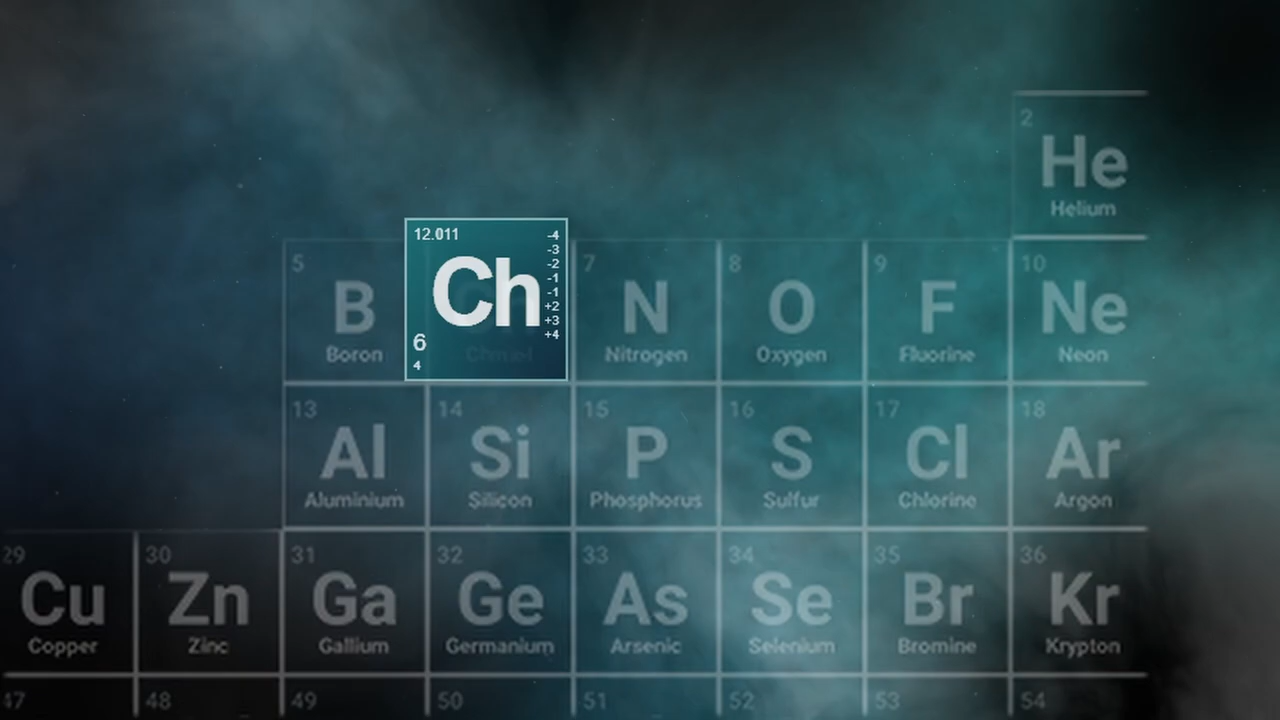 2
He
Helium
12.011
-4
-3
-2
-1
-1
+2
+3
+4
Ch
6
4
5 7 8 9 10
B N O F Ne
Boron Nitrogen Oxygen Fluorine Neon
13 14 15 16 17 18
Al Si P S Cl Ar
Aluminium Silicon Phosphorus Sulfur Chlorine Argon
29 30 31 32 33 34 35 36
Cu Zn Ga Ge As Se Br Kr
Copper Zinc Gallium Germanium Arsenic Selenium Bromine Krypton
47 48 49 50 51 52 53 54